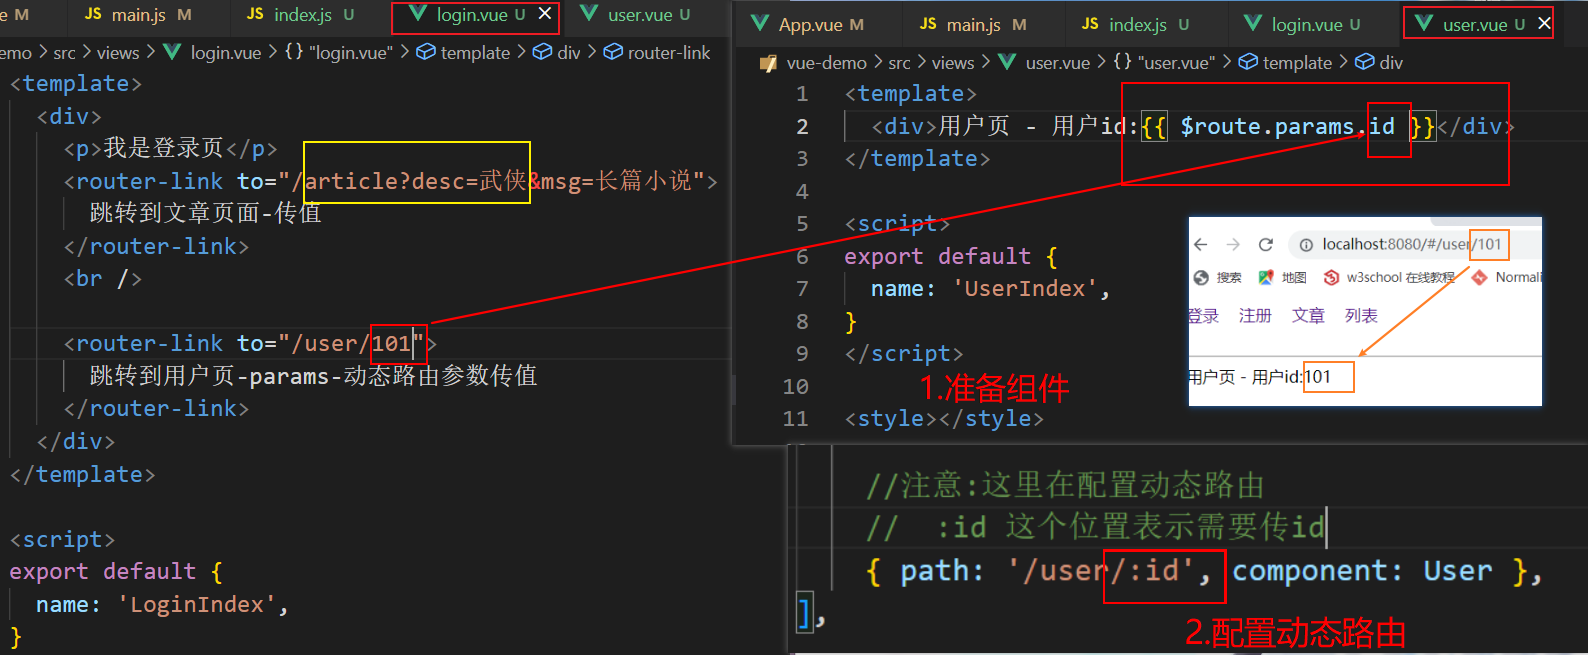 e M JS main.js M JS index.js U login.vue U × user.vue U
emo > src > views > login.vue > {} "login.vue" > template > div > router-link
<template>
<div>
<p>我是登录页</p>
<router-link to="/article?desc=武侠&msg=长篇小说">
跳转到文章页面-传值
</router-link>
<br />
<router-link to="/user/101">
跳转到用户页-params-动态路由参数传值
</router-link>
</div>
</template>
<script>
export default {
name: 'LoginIndex',
}
App.vue M JS main.js M JS index.js U login.vue U user.vue U ×
vue-demo > src > views > user.vue > {} "user.vue" > template > div
1 <template>
2 <div>用户页 - 用户id:{{ $route.params.id }}</div>
3 </template>
4
5 <script>
6 export default {
7 name: 'UserIndex',
8 }
9 </script>
10
11 <style></style>
1.准备组件
localhost:8080/#/user/101
搜索 地图 w3school 在线教程 Normali
登录 注册 文章 列表
用户页 - 用户id:101
//注意:这里在配置动态路由
// :id 这个位置表示需要传id
{ path: '/user/:id', component: User },
],
2.配置动态路由